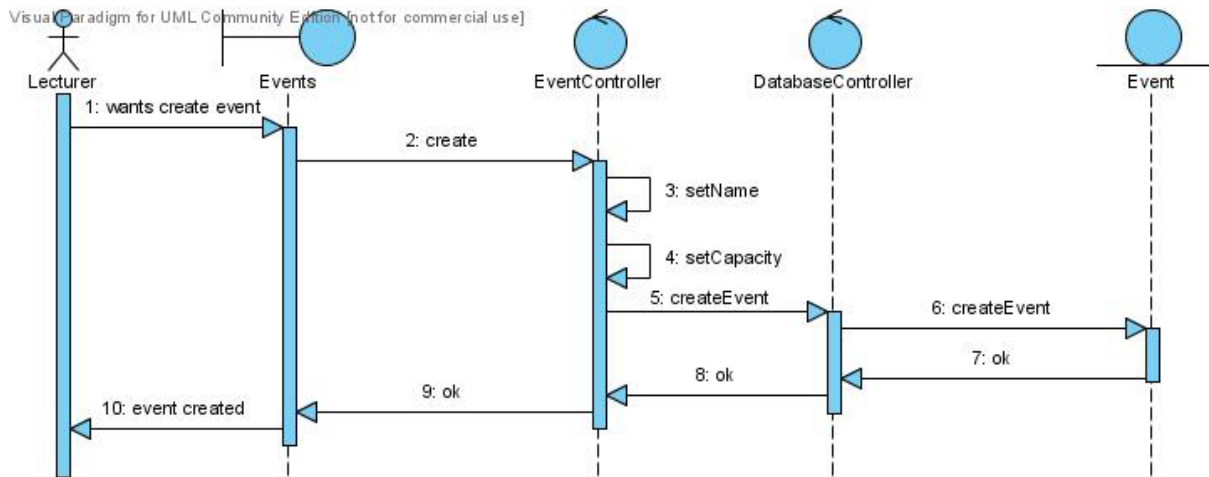 Visual Paradigm for UML Community Edition [not for commercial use]
Lecturer
Events
EventController
DatabaseController
Event
1: wants create event
2: create
3: setName
4: setCapacity
5: createEvent
6: createEvent
7: ok
8: ok
9: ok
10: event created